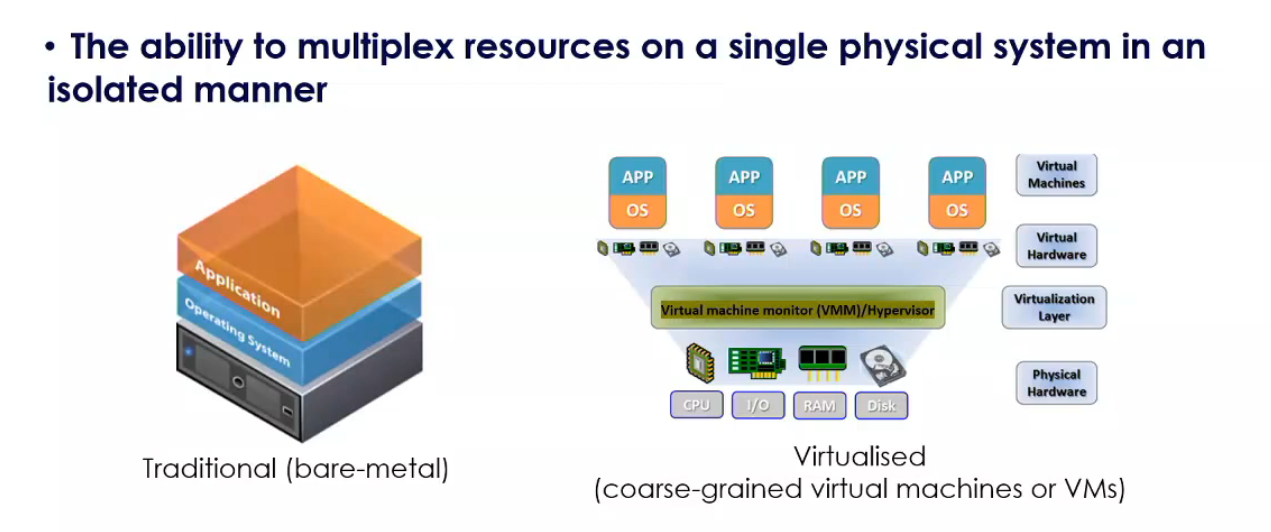 • The ability to multiplex resources on a single physical system in an
isolated manner
Application
Operating System
Traditional (bare-metal)
APP
OS
APP
OS
APP
OS
APP
OS
Virtual
Machines
Virtual
Hardware
Virtual machine monitor (VMM)/Hypervisor
Virtualization
Layer
CPU
I/O
RAM
Disk
Physical
Hardware
Virtualised
(coarse-grained virtual machines or VMs)